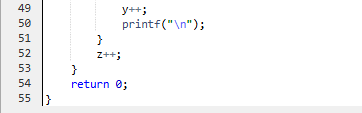 49 y++;
50 printf("\n");
51 }
52 z++;
53 }
54 return 0;
55 }